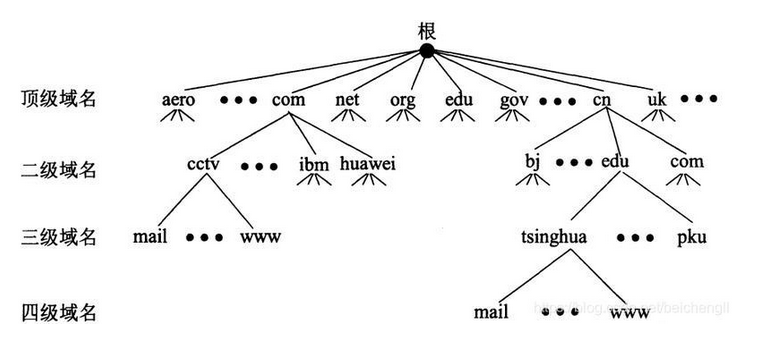 根
顶级域名 aero ●●● com net org edu gov ●●● cn uk ●●●
二级域名 cctv ●●● ibm huawei bj ●●● edu com
三级域名 mail ●●● www tsinghua ●●● pku
四级域名 mail ●●● www
https://blog.csdn.net/beichengll